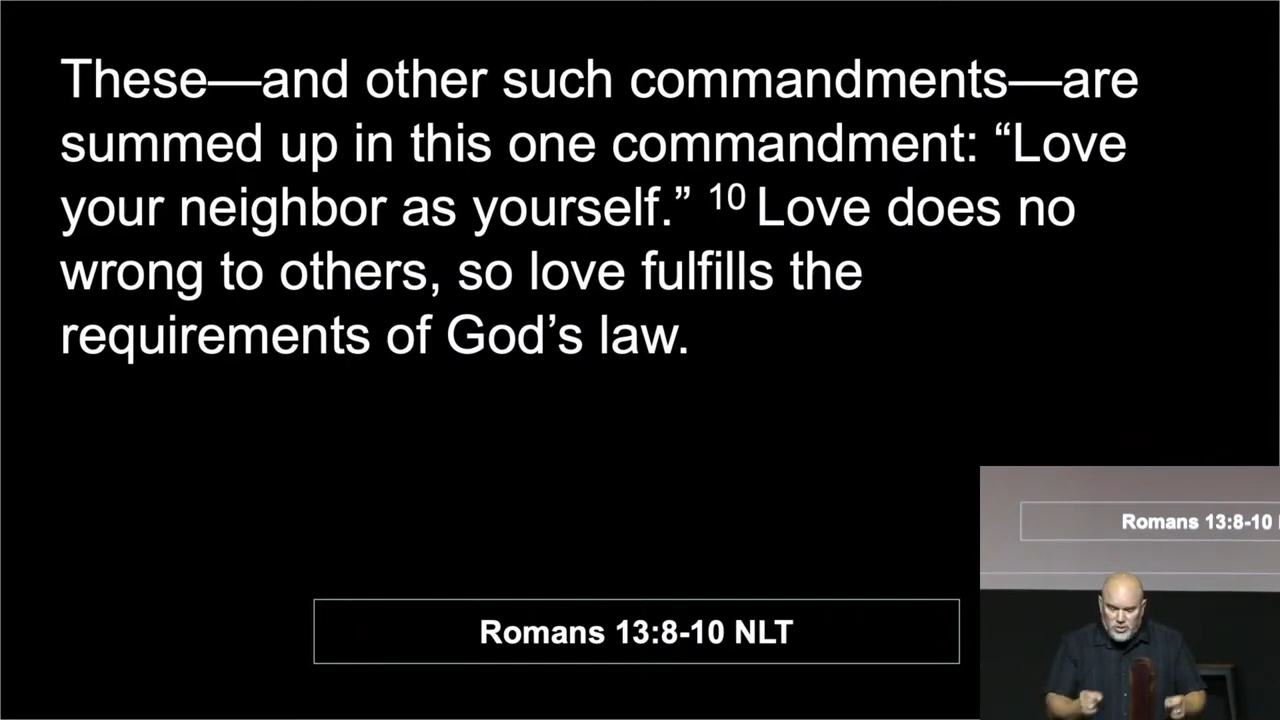 These—and other such commandments—are
summed up in this one commandment: “Love
your neighbor as yourself.” 10 Love does no
wrong to others, so love fulfills the
requirements of God’s law.
Romans 13:8-10 NLT
Romans 13:8-10